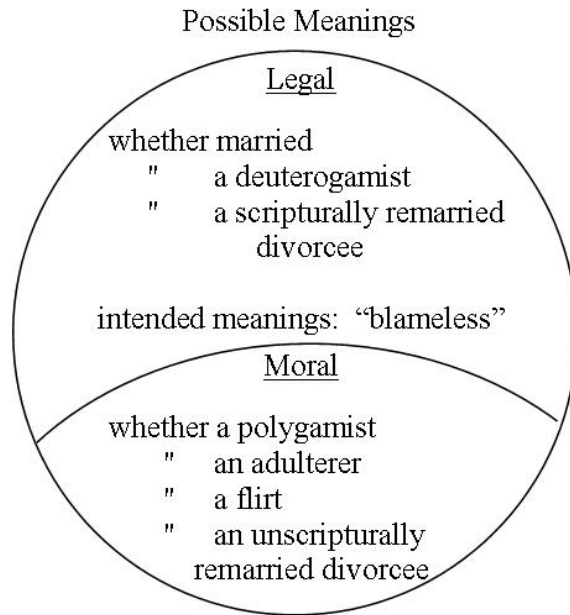 Possible Meanings
Legal
whether married
" a deuterogamist
" a scripturally remarried
divorcee
intended meanings: “blameless”
Moral
whether a polygamist
" an adulterer
" a flirt
" an unscripturally
remarried divorcee